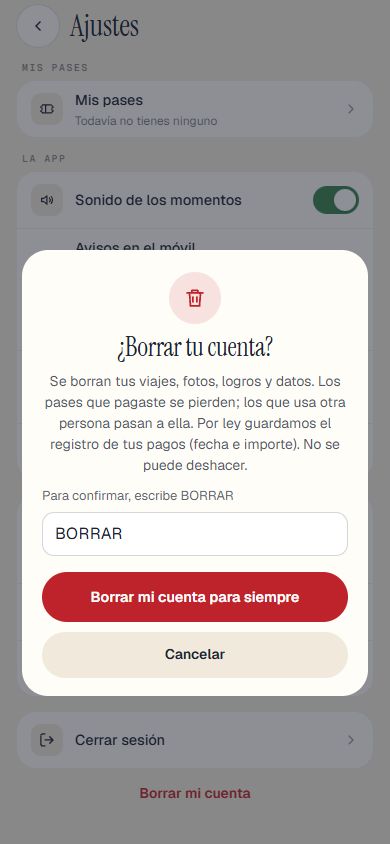 Ajustes
MIS PASES
Mis pases
Todavía no tienes ninguno
LA APP
Sonido de los momentos
Avisos en el móvil
¿Borrar tu cuenta?
Se borran tus viajes, fotos, logros y datos. Los
pases que pagaste se pierden; los que usa otra
persona pasan a ella. Por ley guardamos el
registro de tus pagos (fecha e importe). No se
puede deshacer.
Para confirmar, escribe BORRAR
BORRAR
Borrar mi cuenta para siempre
Cancelar
Cerrar sesión
Borrar mi cuenta